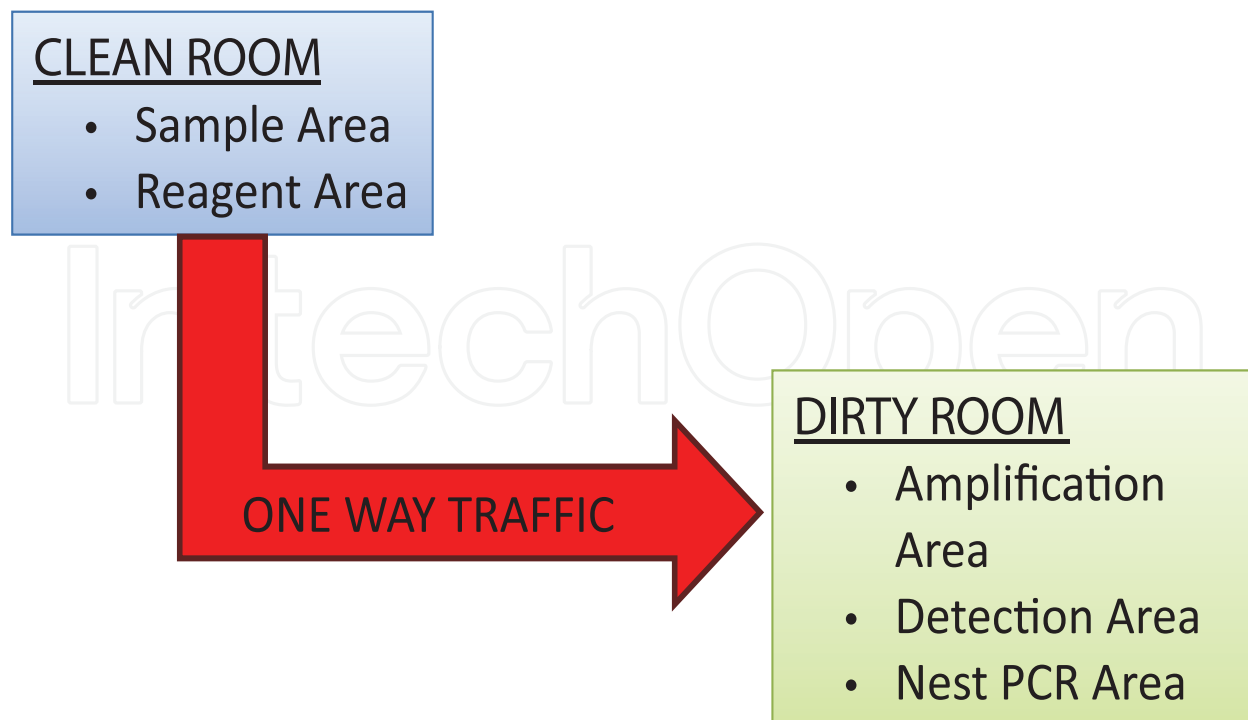 CLEAN ROOM
• Sample Area
• Reagent Area
IntechOpen
ONE WAY TRAFFIC
DIRTY ROOM
• Amplification
Area
• Detection Area
• Nest PCR Area